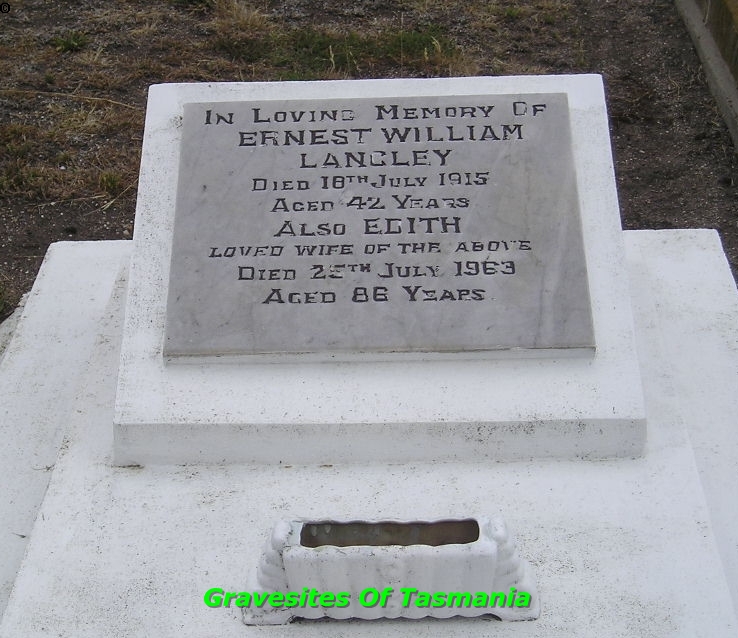 ©
IN LOVING MEMORY OF
ERNEST WILLIAM
LANGLEY
DIED 18TH JULY 1915
AGED 42 YEARS
ALSO EDITH
LOVED WIFE OF THE ABOVE
DIED 25TH JULY 1963
AGED 86 YEARS
Gravesites Of Tasmania